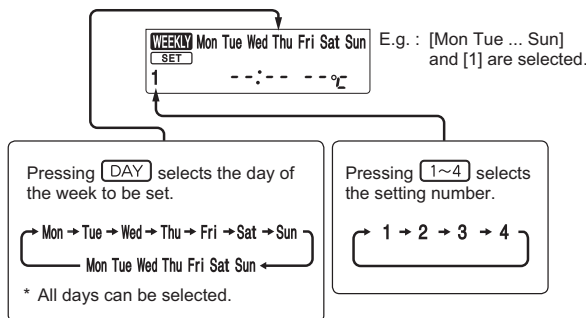 WEEKLY Mon Tue Wed Thu Fri Sat Sun
SET
1 --:-- --°C
E.g. : [Mon Tue ... Sun]
and [1] are selected.
Pressing DAY selects the day of
the week to be set.
Mon → Tue → Wed → Thu → Fri → Sat → Sun
Mon Tue Wed Thu Fri Sat Sun
* All days can be selected.
Pressing 1~4 selects
the setting number.
1 → 2 → 3 → 4